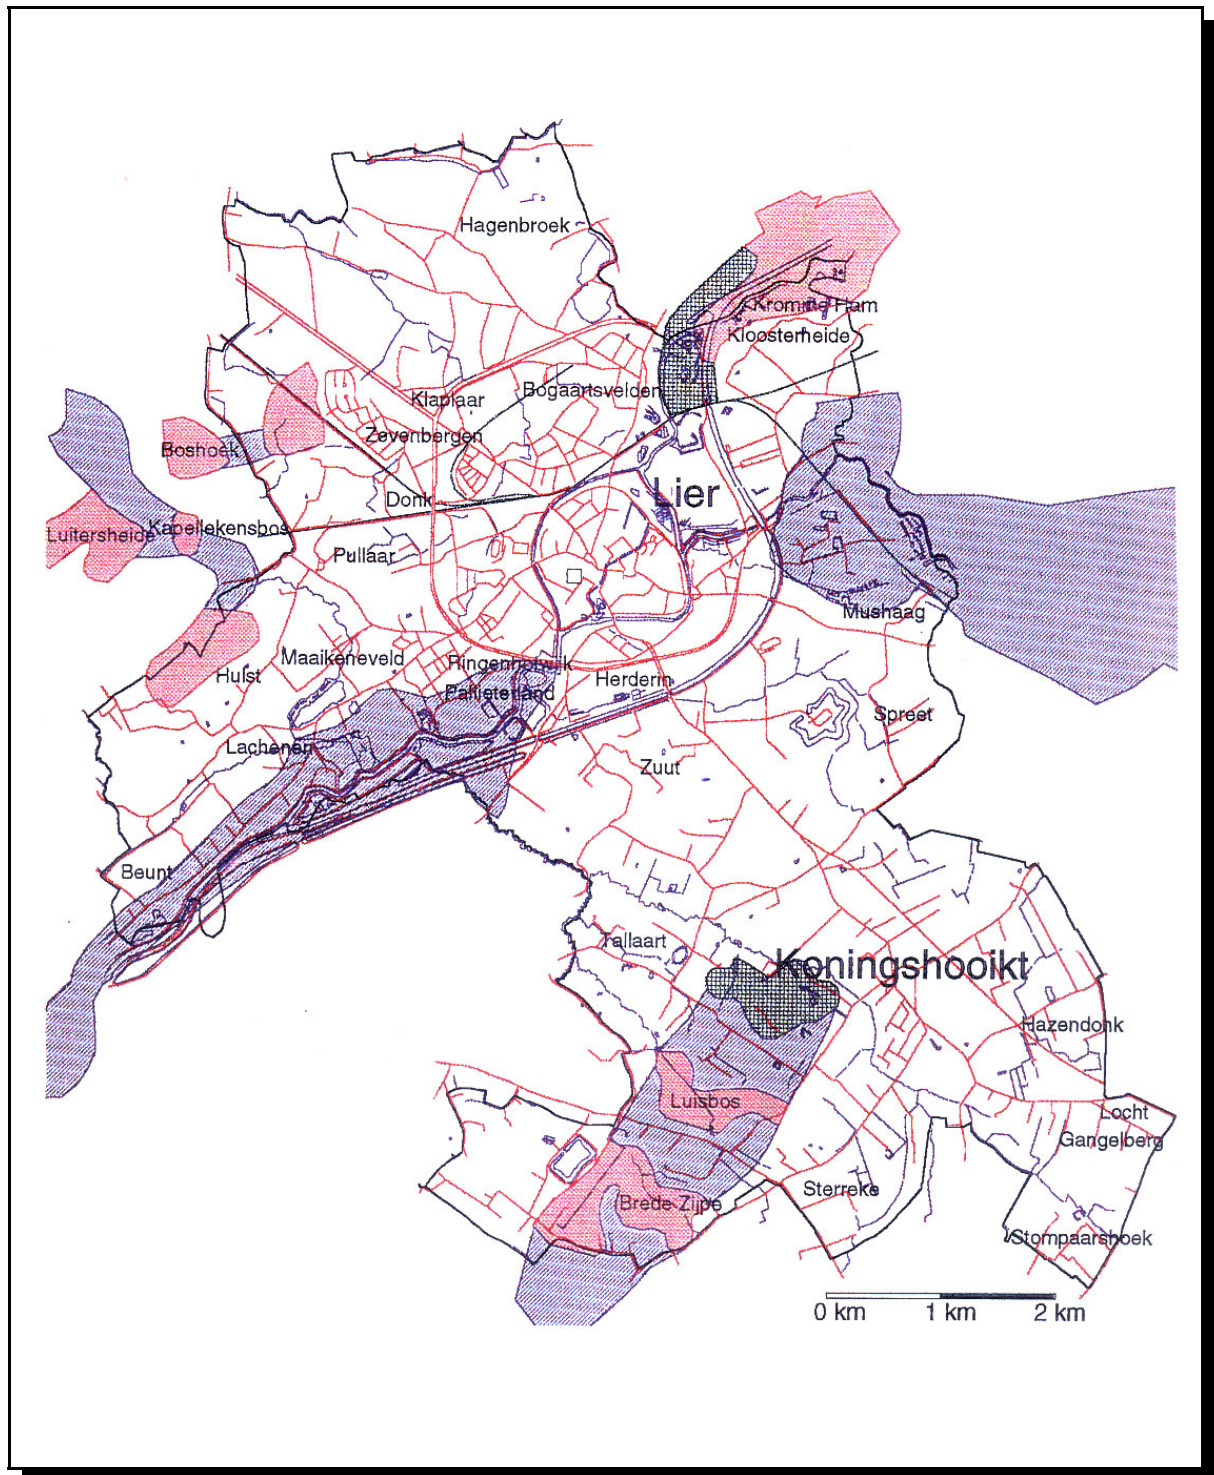 Hagenbroek
Kromme Ham
Kloosterheide
Klaplaar
Bogaartsvelden
Zevenbergen
Boshoek
Lier
Donk
Luitersheide
Kapellekensbos
Pullaar
Mushaag
Maaikeneveld
Ringenhofwijk
Hulst
Herderin
Pallieterland
Spreet
Lachenen
Zuut
Beunt
Tallaart
Koningshooikt
Hazendonk
Luisbos
Locht
Gangelberg
Sterreke
Brede Zijpe
Stompaarshoek
0 km 1 km 2 km